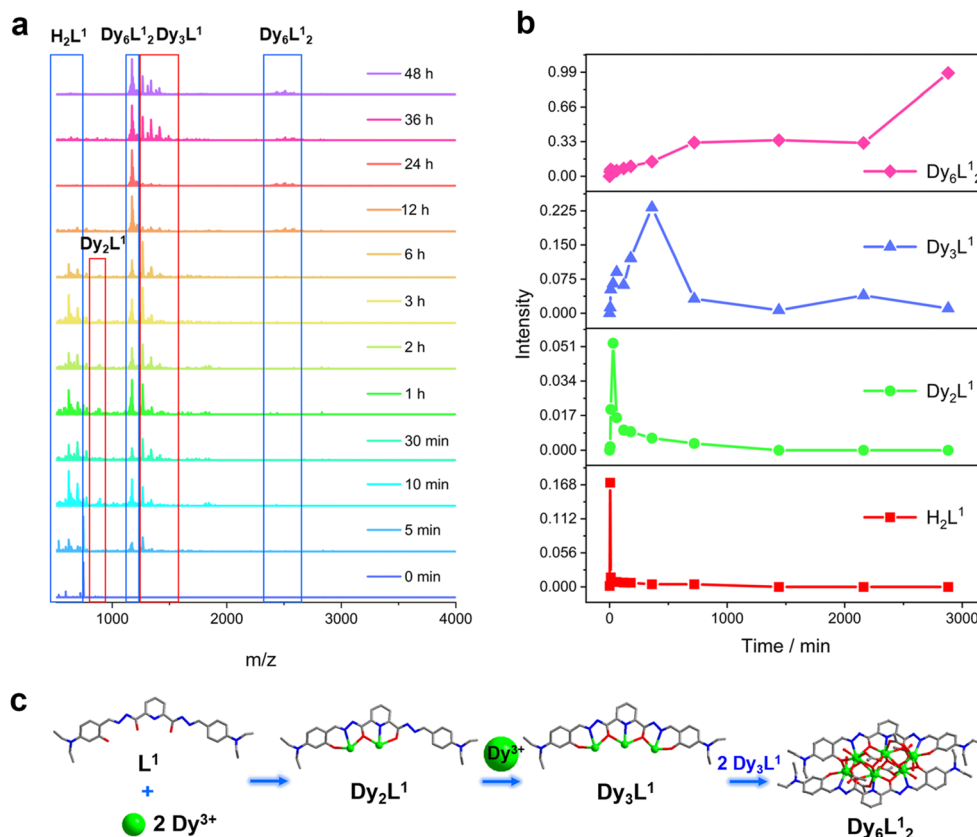 a
H₂L¹
Dy₆L¹₂
Dy₃L¹
Dy₆L¹₂
48 h
36 h
24 h
12 h
Dy₂L¹
6 h
3 h
2 h
1 h
30 min
10 min
5 min
0 min
1000
2000
3000
4000
m/z
b
0.99
0.66
0.33
0.00
Dy₆L¹₂
0.225
0.150
0.075
0.000
Dy₃L¹
Intensity
0.051
0.034
0.017
0.000
Dy₂L¹
0.168
0.112
0.056
0.000
H₂L¹
0
1000
2000
3000
Time / min
c
L¹
+
2 Dy³⁺
Dy₂L¹
Dy³⁺
Dy₃L¹
2 Dy₃L¹
Dy₆L¹₂